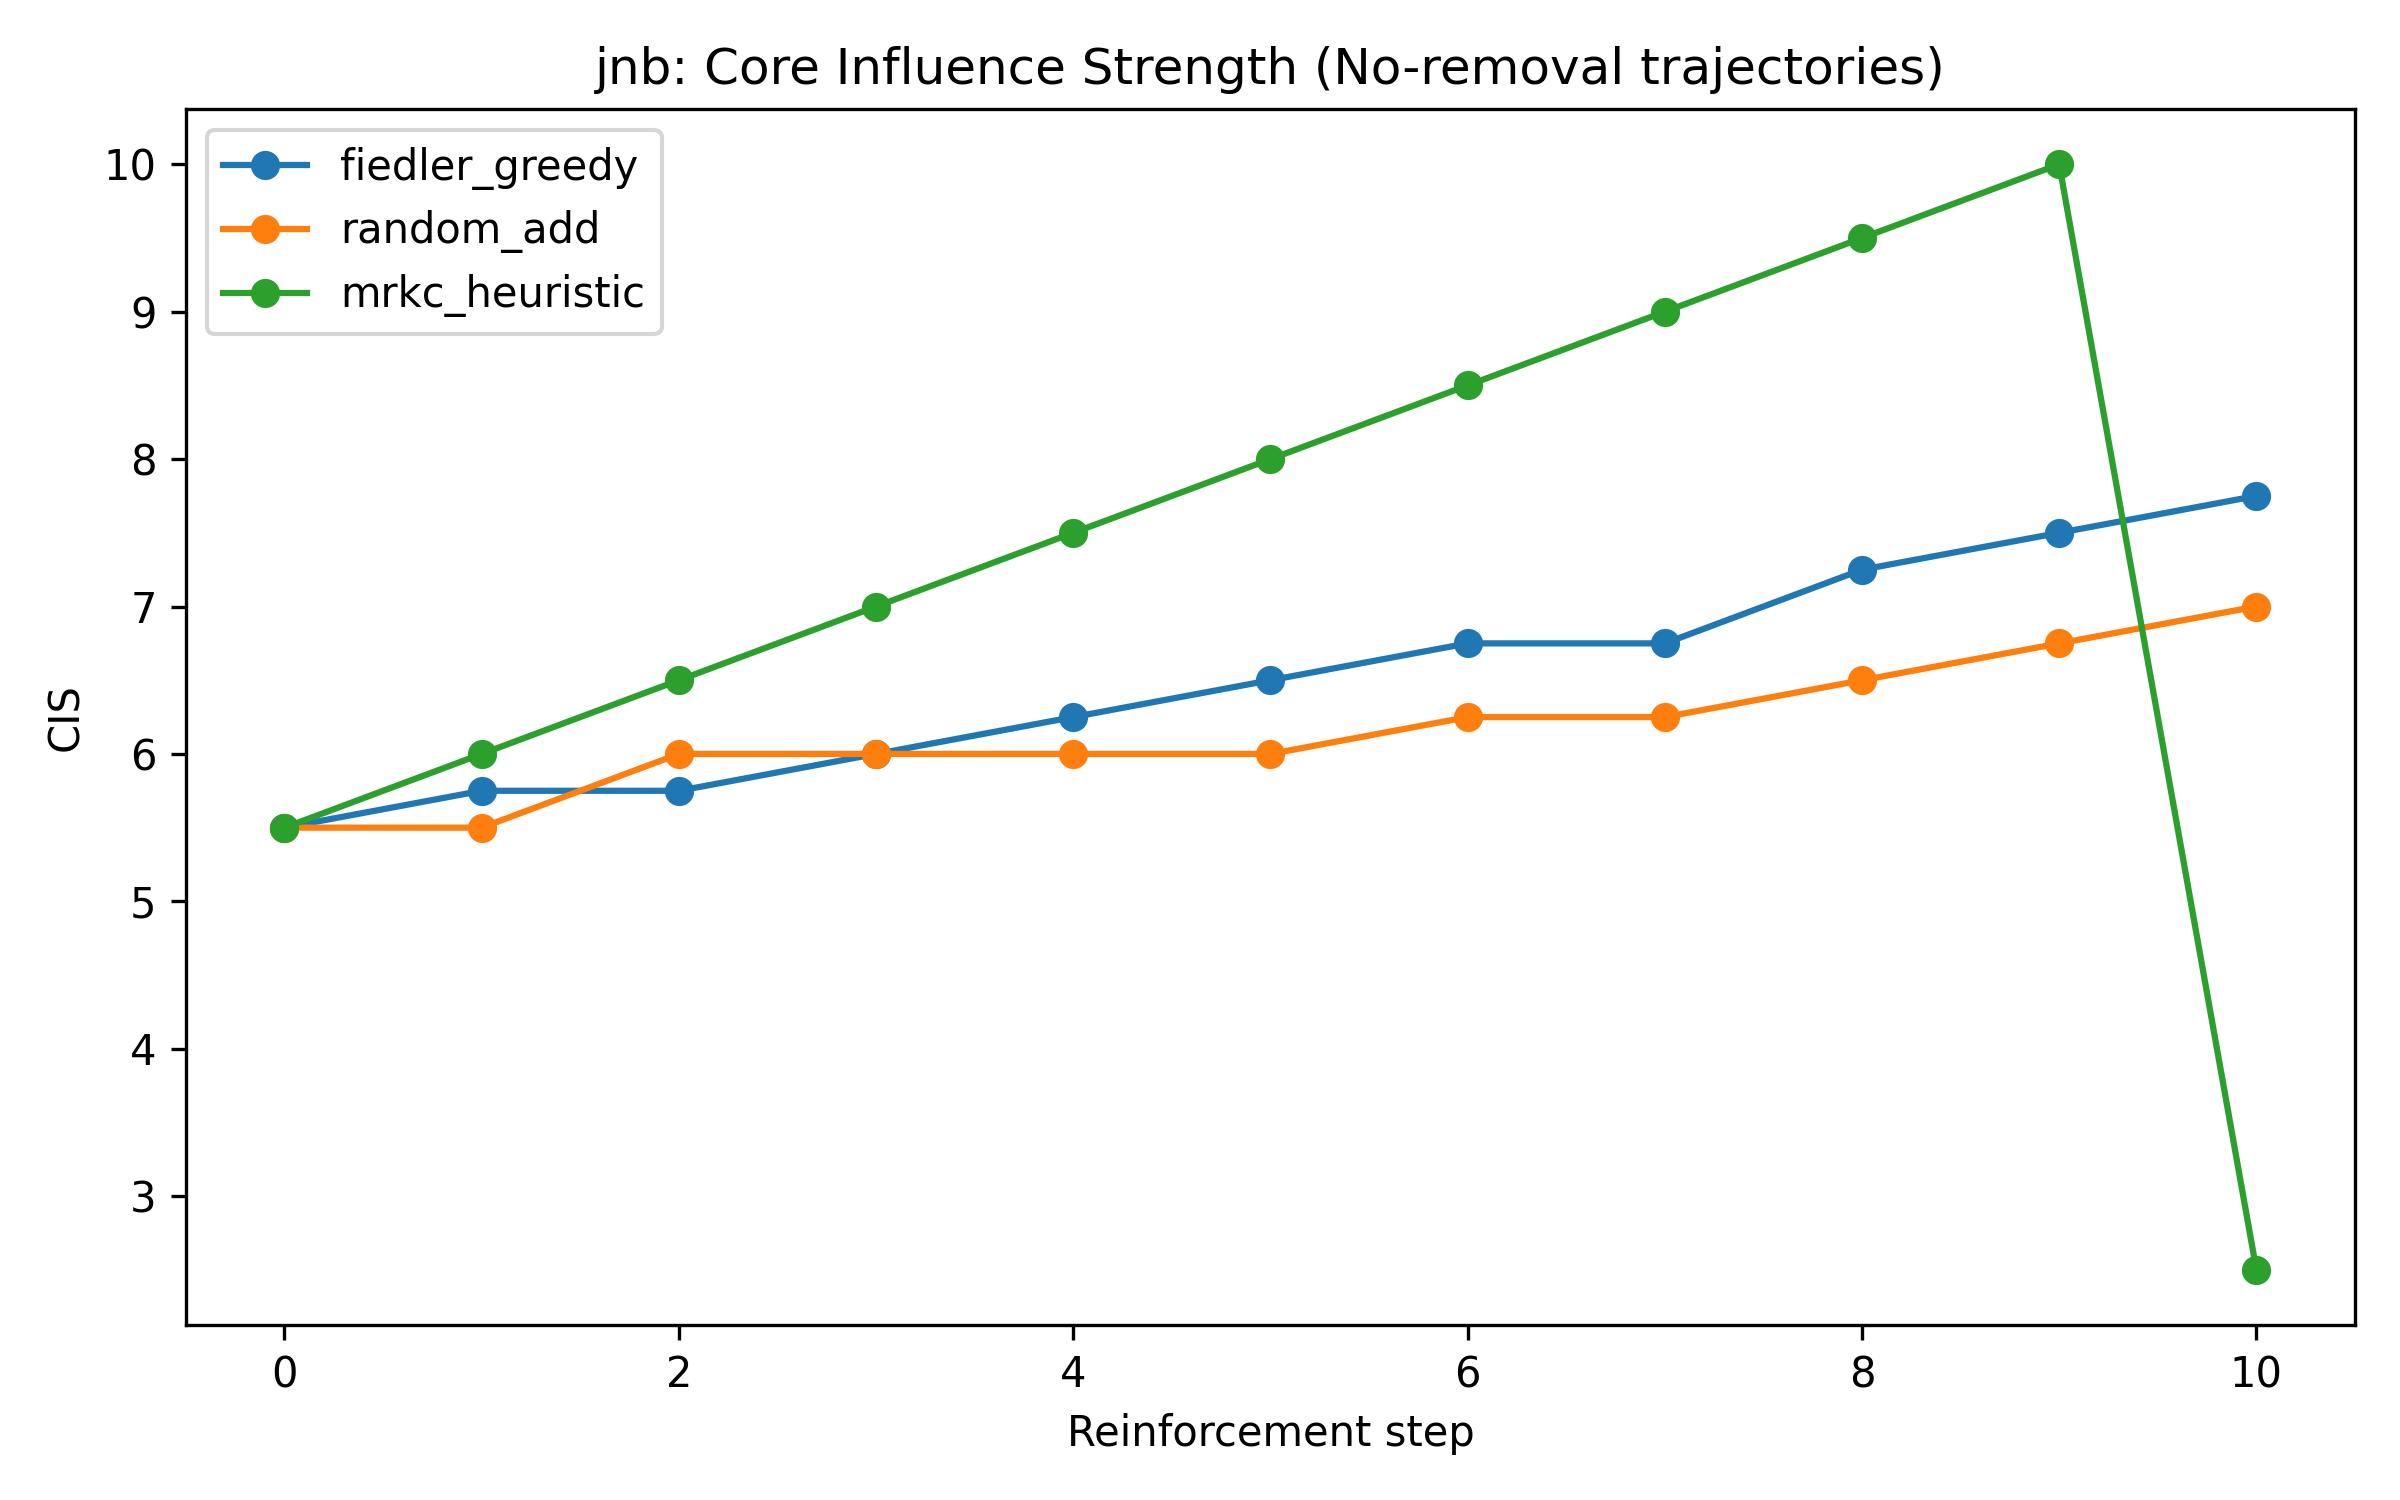 jnb: Core Influence Strength (No-removal trajectories)
fiedler_greedy
random_add
mrkc_heuristic
10
9
8
7
6
5
4
3
CIS
0 2 4 6 8 10
Reinforcement step